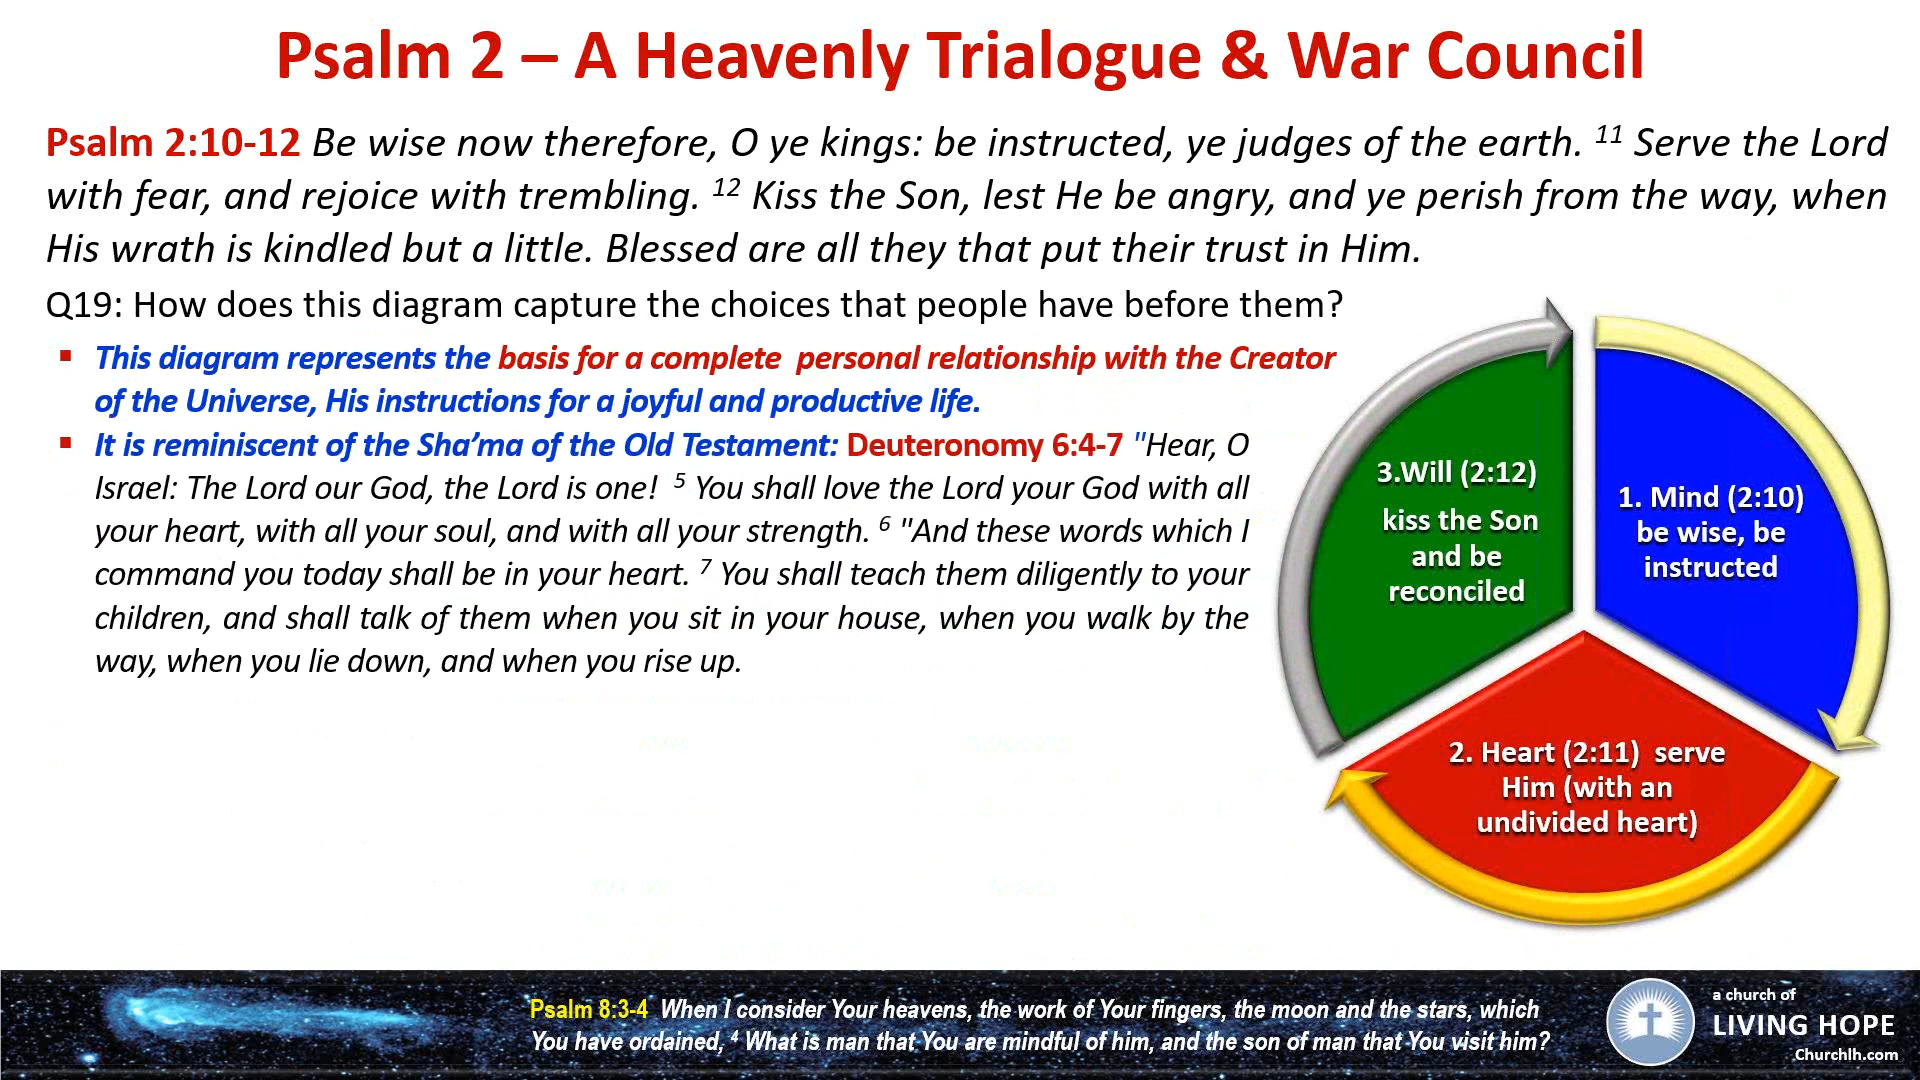 Psalm 2 – A Heavenly Trialogue & War Council
Psalm 2:10-12 Be wise now therefore, O ye kings: be instructed, ye judges of the earth. 11 Serve the Lord
with fear, and rejoice with trembling. 12 Kiss the Son, lest He be angry, and ye perish from the way, when
His wrath is kindled but a little. Blessed are all they that put their trust in Him.
Q19: How does this diagram capture the choices that people have before them?
▪ This diagram represents the basis for a complete personal relationship with the Creator
of the Universe, His instructions for a joyful and productive life.
▪ It is reminiscent of the Sha’ma of the Old Testament: Deuteronomy 6:4-7 "Hear, O
Israel: The Lord our God, the Lord is one! 5 You shall love the Lord your God with all
your heart, with all your soul, and with all your strength. 6 "And these words which I
command you today shall be in your heart. 7 You shall teach them diligently to your
children, and shall talk of them when you sit in your house, when you walk by the
way, when you lie down, and when you rise up.
1. Mind (2:10)
be wise, be
instructed
2. Heart (2:11) serve
Him (with an
undivided heart)
3.Will (2:12)
kiss the Son
and be
reconciled
Psalm 8:3-4 When I consider Your heavens, the work of Your fingers, the moon and the stars, which
You have ordained, 4 What is man that You are mindful of him, and the son of man that You visit him?
a church of
LIVING HOPE
Churchlh.com